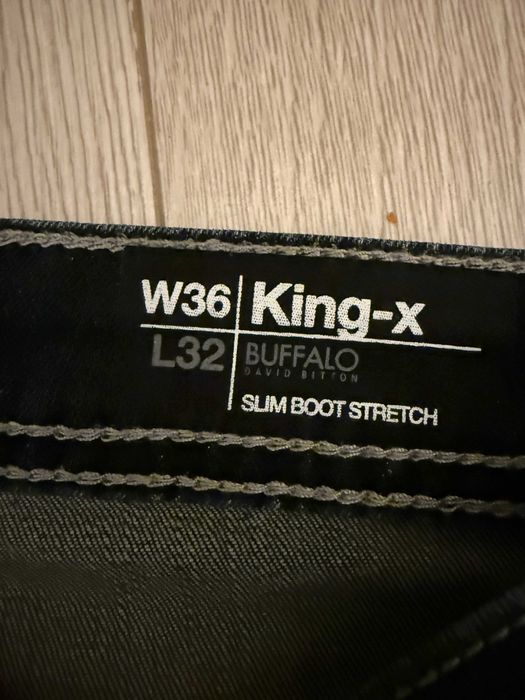 W36 King-x
L32 BUFFALO
DAVID BITTON
SLIM BOOT STRETCH